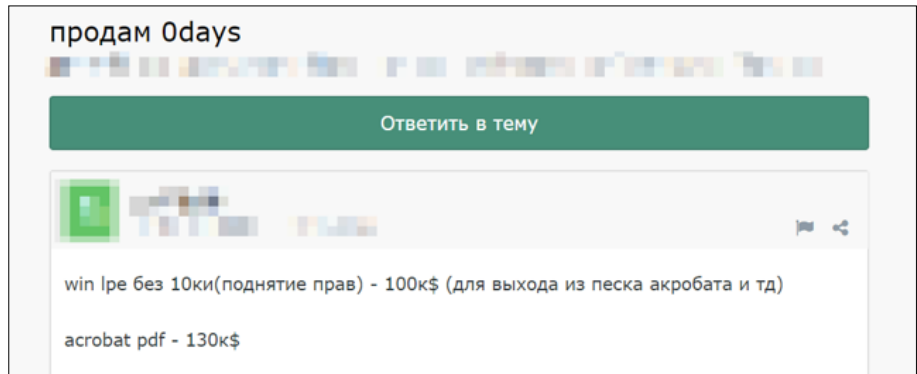 продам 0days
Ответить в тему
win lpe без 10ки(поднятие прав) - 100к$ (для выхода из песка акробата и тд)
acrobat pdf - 130к$